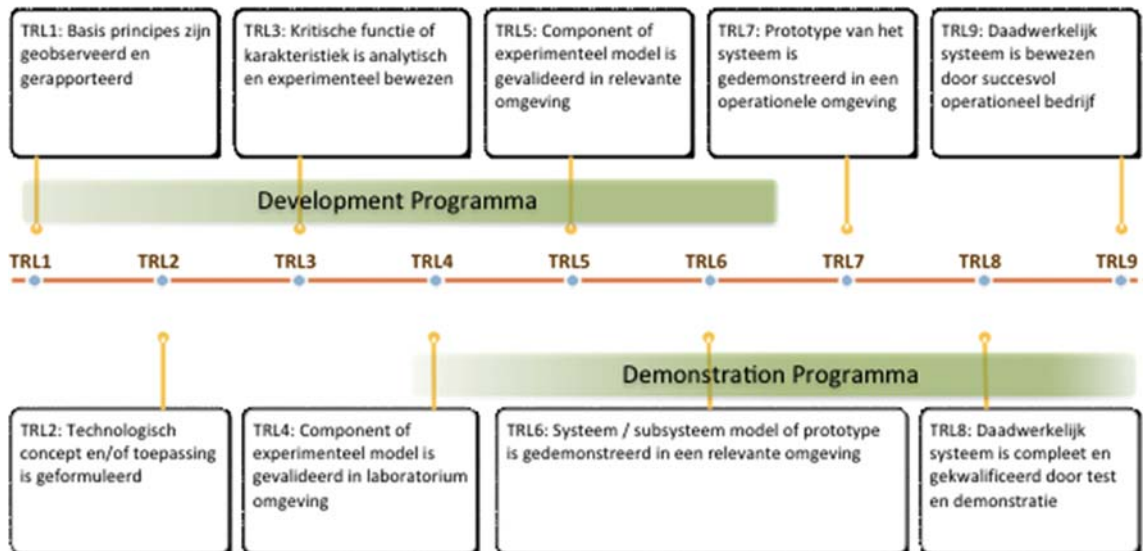 TRL1: Basis principes zijn
geobserveerd en
gerapporteerd
TRL3: Kritische functie of
karakteristiek is analytisch
en experimenteel bewezen
TRL5: Component of
experimenteel model is
gevalideerd in relevante
omgeving
TRL7: Prototype van het
systeem is
gedemonstreerd in een
operationele omgeving
TRL9: Daadwerkelijk
systeem is bewezen
door succesvol
operationeel bedrijf
Development Programma
TRL1 TRL2 TRL3 TRL4 TRL5 TRL6 TRL7 TRL8 TRL9
Demonstration Programma
TRL2: Technologisch
concept en/of toepassing
is geformuleerd
TRL4: Component of
experimenteel model is
gevalideerd in laboratorium
omgeving
TRL6: Systeem / subsysteem model of prototype
is gedemonstreerd in een relevante omgeving
TRL8: Daadwerkelijk
systeem is compleet en
gekwalificeerd door test
en demonstratie